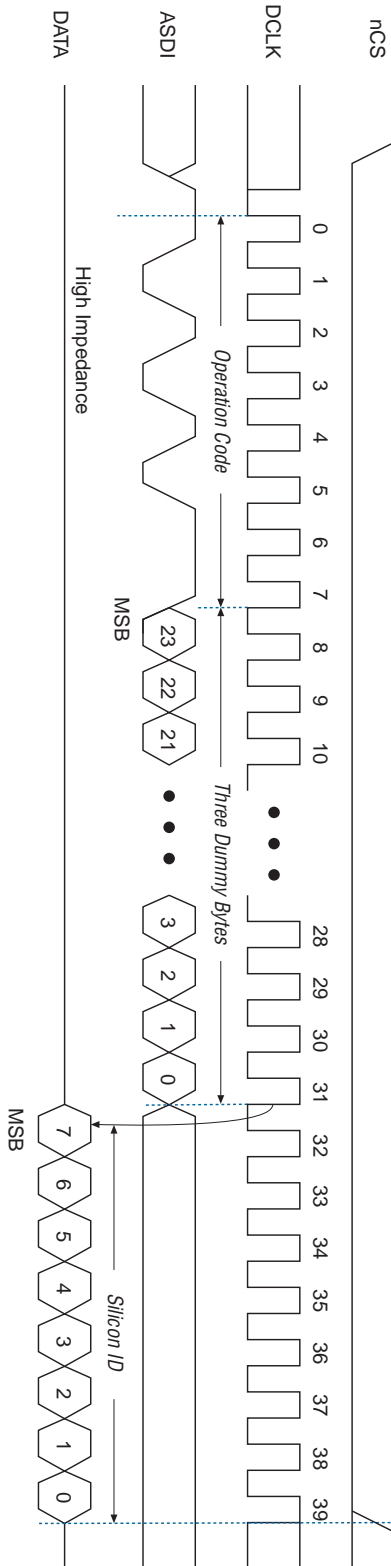 nCS
0 1 2 3 4 5 6 7 8 9 10 28 29 30 31 32 33 34 35 36 37 38 39
DCLK
Operation Code Three Dummy Bytes
ASDI
23 22 21 3 2 1 0
MSB
Silicon ID
High Impedance
DATA
7 6 5 4 3 2 1 0
MSB